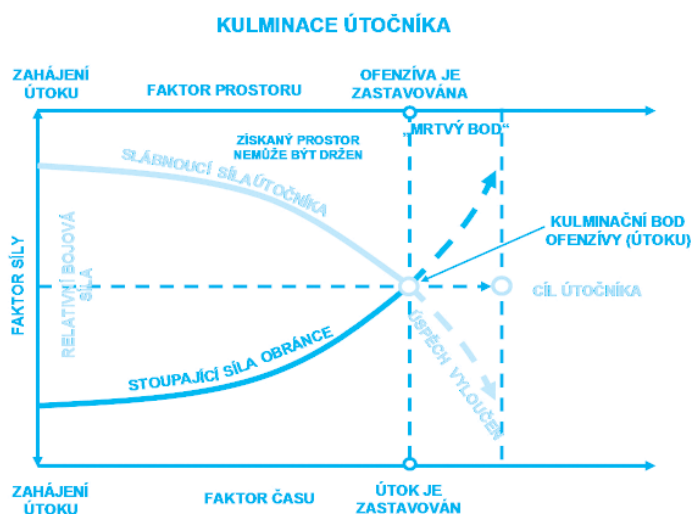 KULMINACE ÚTOČNÍKA
ZAHÁJENÍ
ÚTOKU
FAKTOR PROSTORU
OFENZÍVA JE
ZASTAVOVÁNA
„MRTVÝ BOD“
ZÍSKANÝ PROSTOR
NEMŮŽE BÝT DRŽEN
SLÁBNOUCÍ SÍLA ÚTOČNÍKA
KULMINAČNÍ BOD
OFENZÍVY (ÚTOKU)
FAKTOR SÍLY
RELATIVNÍ BOJOVÁ
SÍLA
CÍL ÚTOČNÍKA
STOUPAJÍCÍ SÍLA OBRÁNCE
ÚSPĚCH VYLOUČEN
ZAHÁJENÍ
ÚTOKU
FAKTOR ČASU
ÚTOK JE
ZASTAVOVÁN